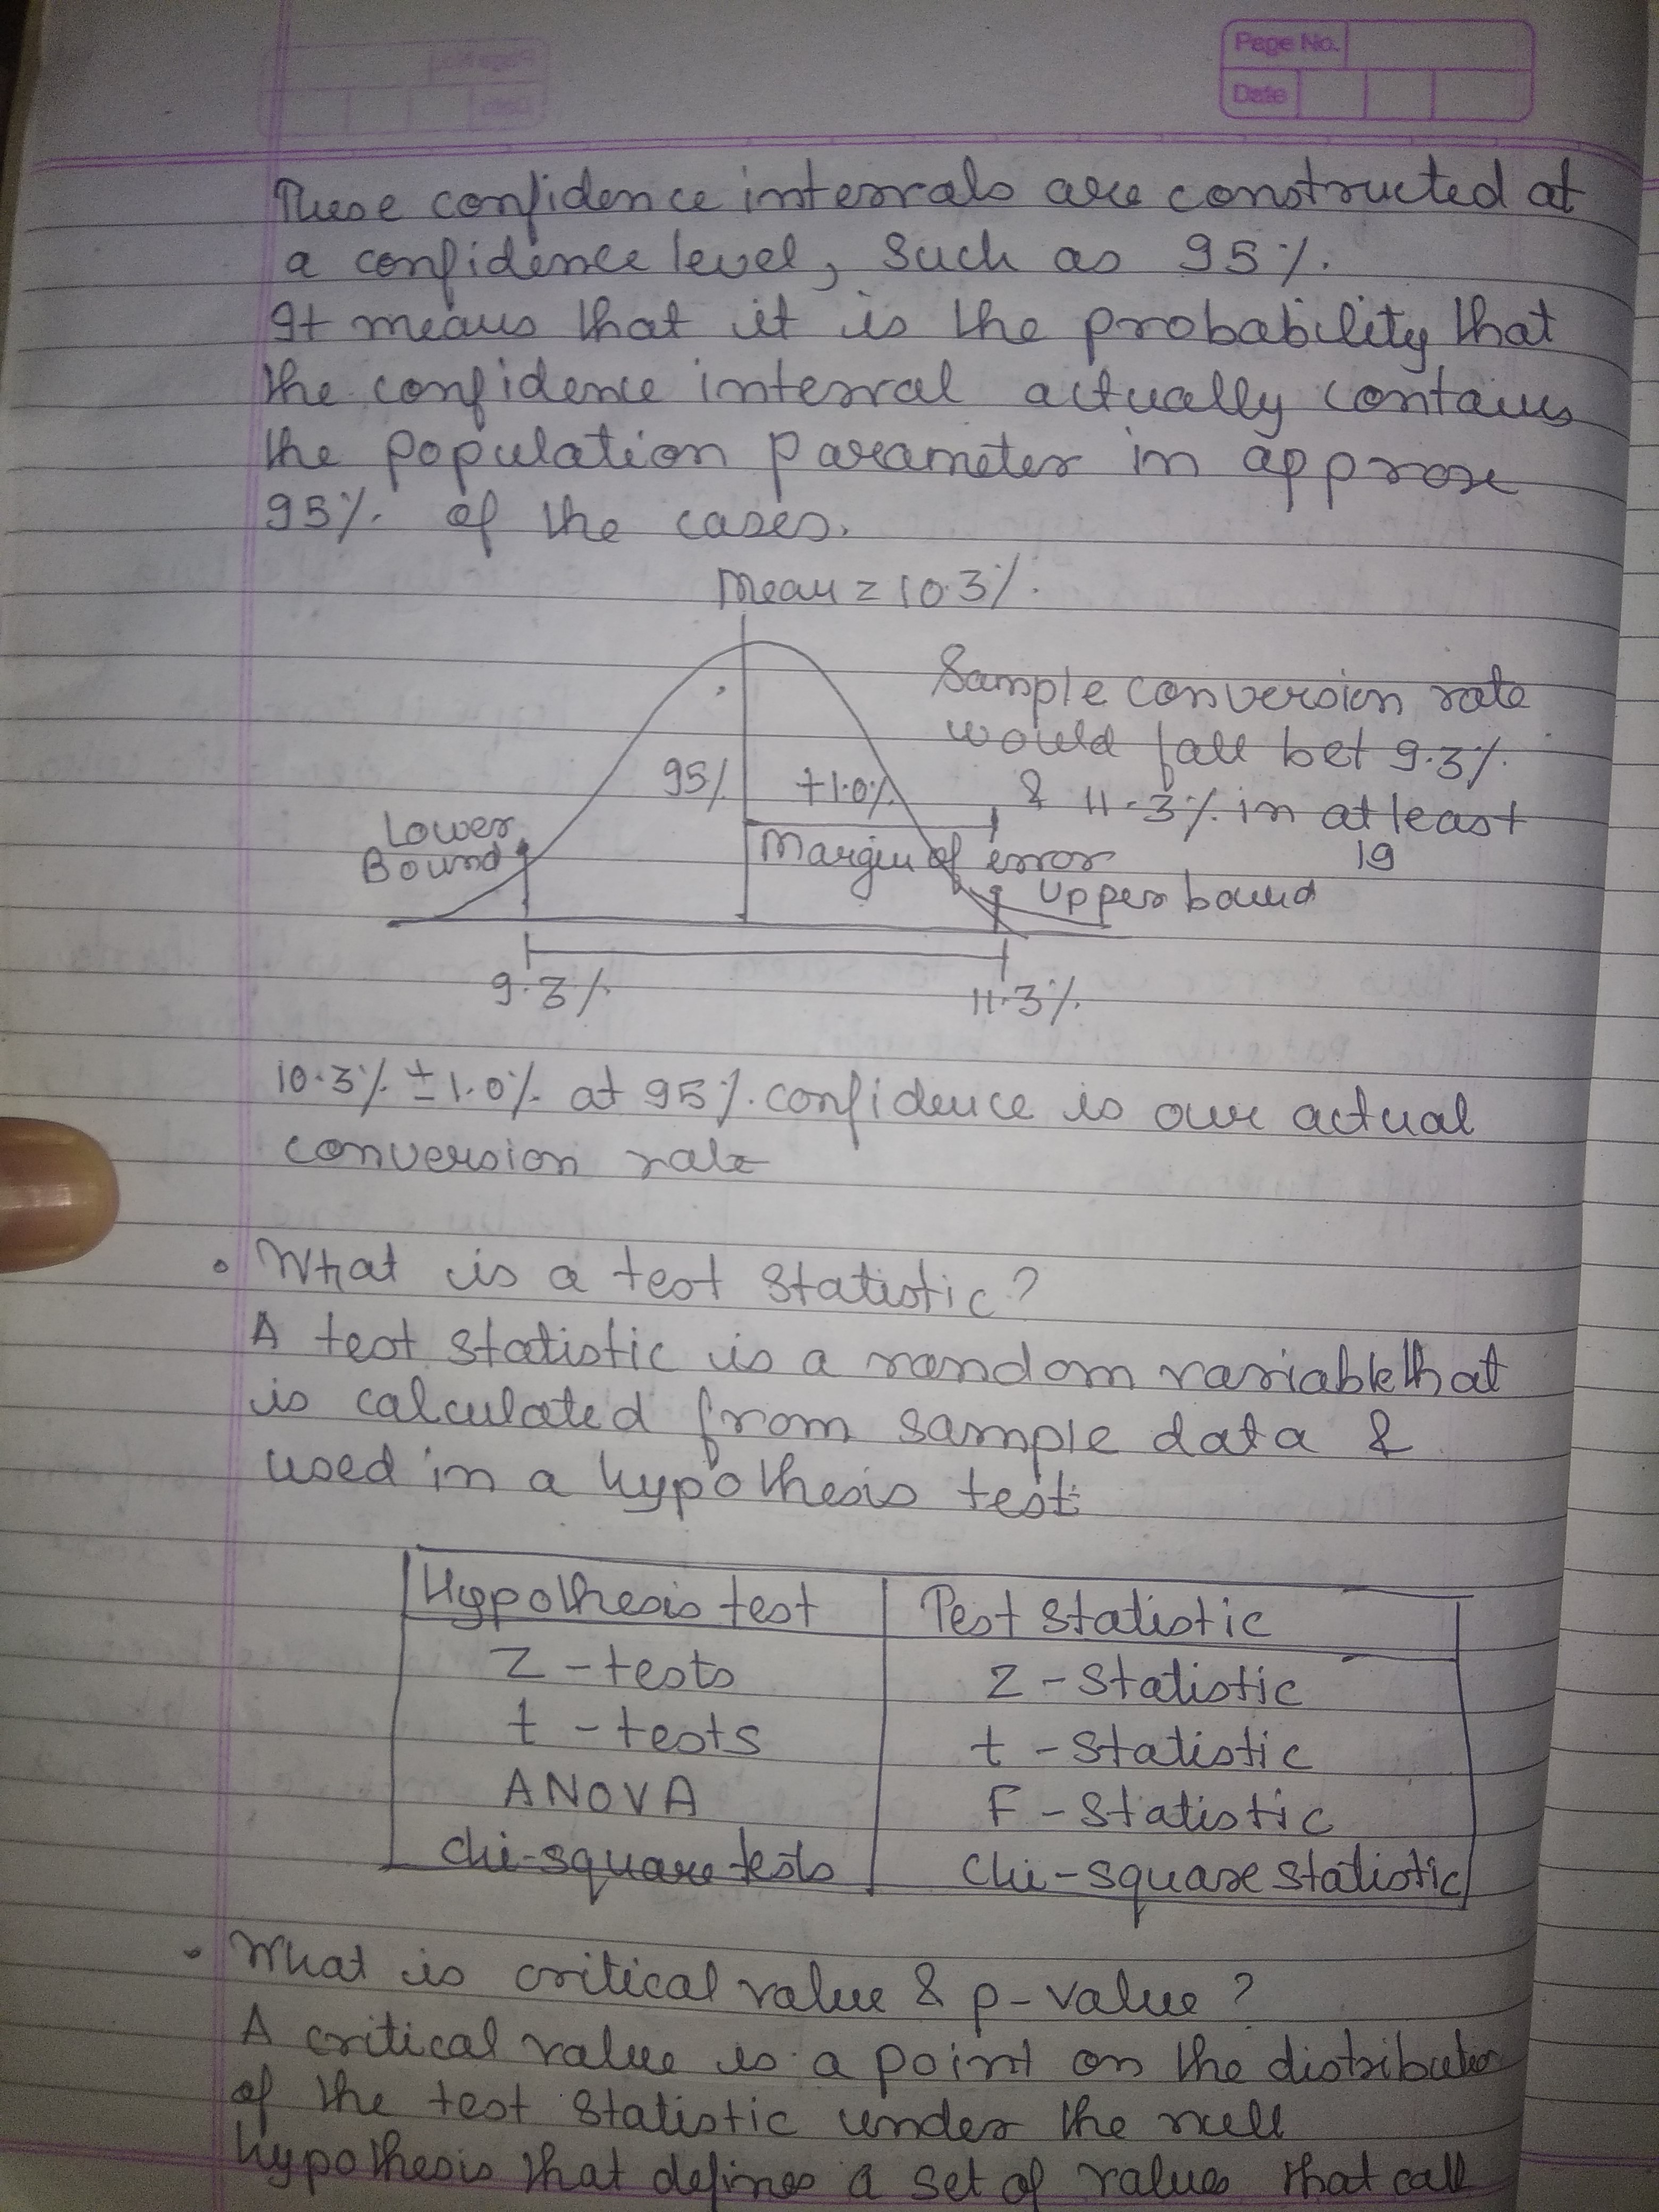 Page No.
Date
These confidence intervals are constructed at
a confidence level, such as 95%.
It means that it is the probability that
the confidence interval actually contains
the population parameter in approx
95% of the cases.
Mean = 10.3%.
Sample conversion rate
would fall bet 9.3%.
& 11.3% in at least
19
95%
+1.0%
Lower
Bound
Margin of error
Upper bound
9.3%
11.3%
10.3% ± 1.0% at 95% confidence is our actual
conversion rate
• What is a test statistic?
A test statistic is a random variable that
is calculated from sample data &
used in a hypothesis test.
Hypothesis test Test statistic
Z - tests Z - statistic
t - tests t - statistic
ANOVA F - statistic
Chi-square tests Chi-square statistic
• What is critical value & p-value?
A critical value is a point on the distribution
of the test statistic under the null
hypothesis that defines a set of values that call